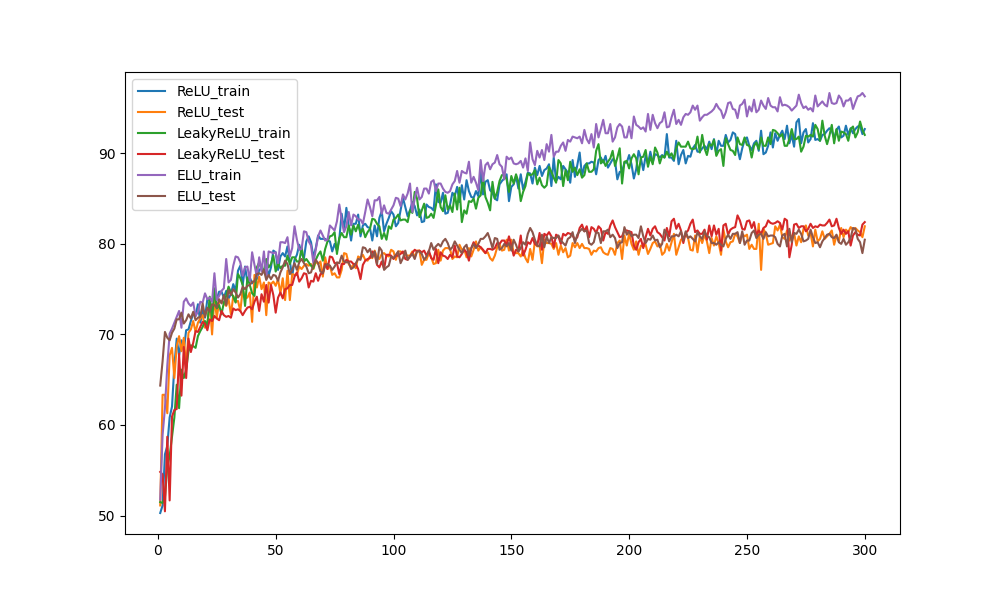 ReLU_train
ReLU_test
LeakyReLU_train
LeakyReLU_test
ELU_train
ELU_test
90
80
70
60
50
0 50 100 150 200 250 300